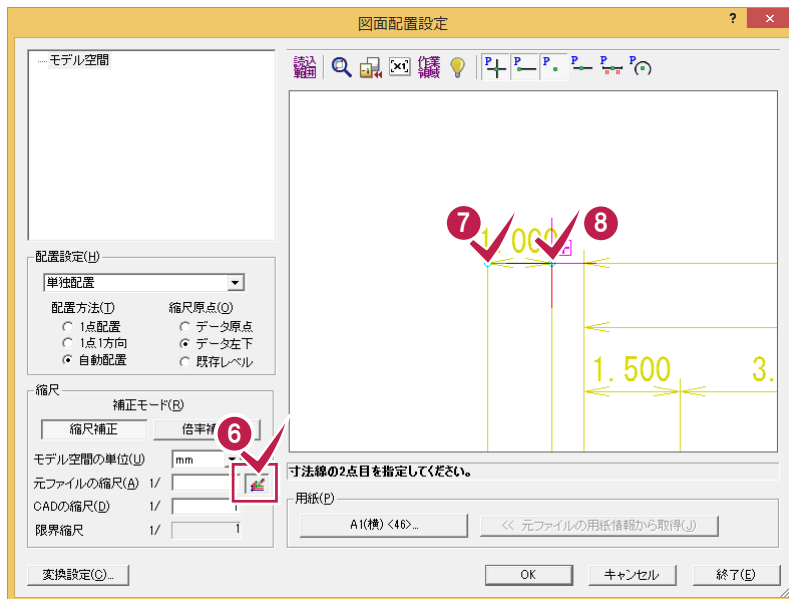 図面配置設定
? ×
モデル空間
読込範囲 [×1] 作業領域 P P P P P P
配置設定(H)
単独配置
配置方法(T) 縮尺原点(O)
1点配置 データ原点
1点1方向 データ左下
自動配置 既存レベル
縮尺
補正モード(R)
縮尺補正 倍率補
6
モデル空間の単位(U) mm
元ファイルの縮尺(A) 1/
CADの縮尺(D) 1/ 1
限界縮尺 1/ 1
7 8
1.000
1.500 3.
寸法線の2点目を指定してください。
用紙(P)
A1(横) <46>...
<< 元ファイルの用紙情報から取得(J)
変換設定(C)... OK キャンセル 終了(E)